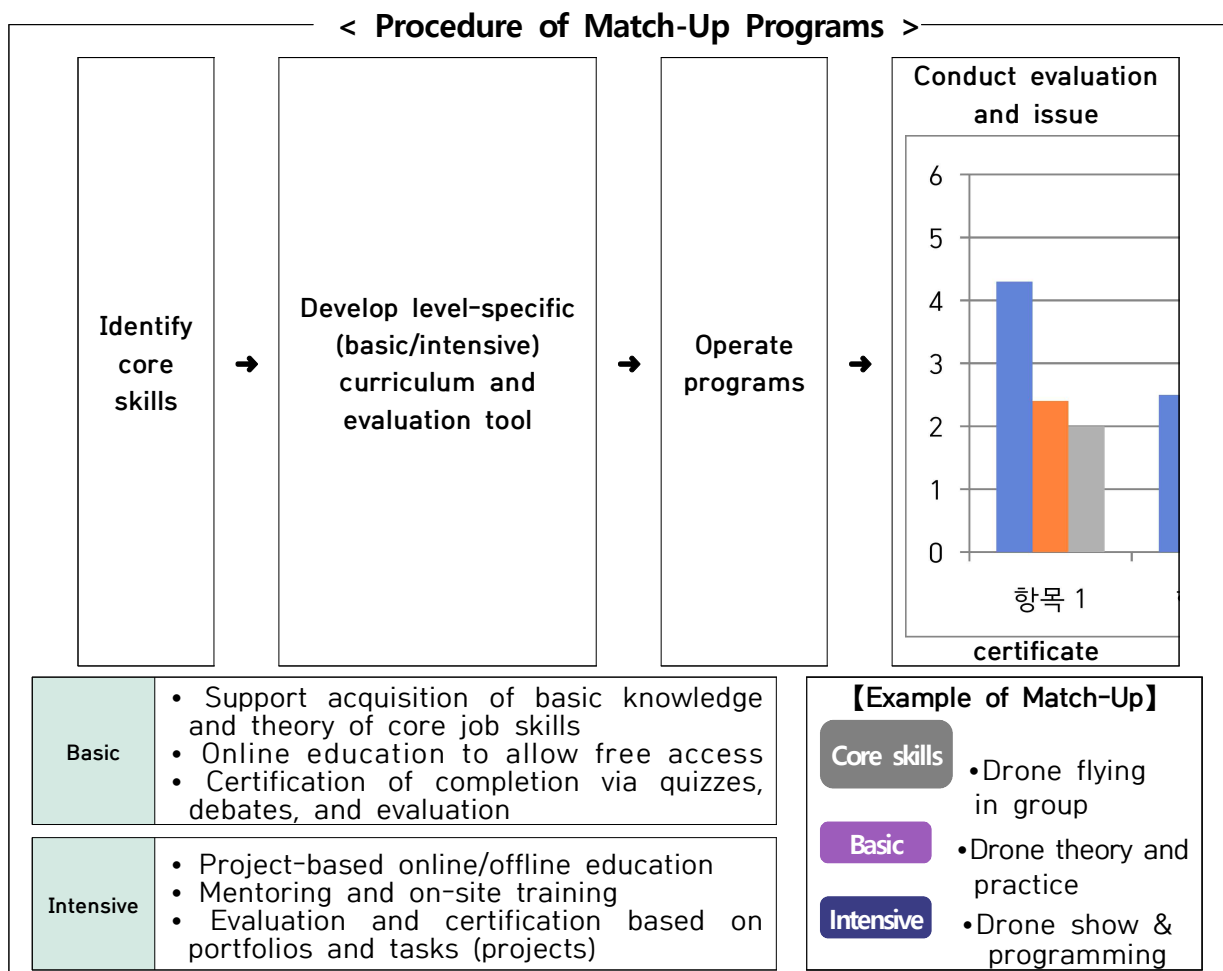 < Procedure of Match-Up Programs >
Identify
core
skills
➜
Develop level-specific
(basic/intensive)
curriculum and
evaluation tool
➜
Operate
programs
➜
Conduct evaluation
and issue
6
5
4
3
2
1
0
항목 1
certificate
Basic
• Support acquisition of basic knowledge
and theory of core job skills
• Online education to allow free access
• Certification of completion via quizzes,
debates, and evaluation
Intensive
• Project-based online/offline education
• Mentoring and on-site training
• Evaluation and certification based on
portfolios and tasks (projects)
【Example of Match-Up】
Core skills
•Drone flying
in group
Basic
•Drone theory and
practice
Intensive
•Drone show &
programming